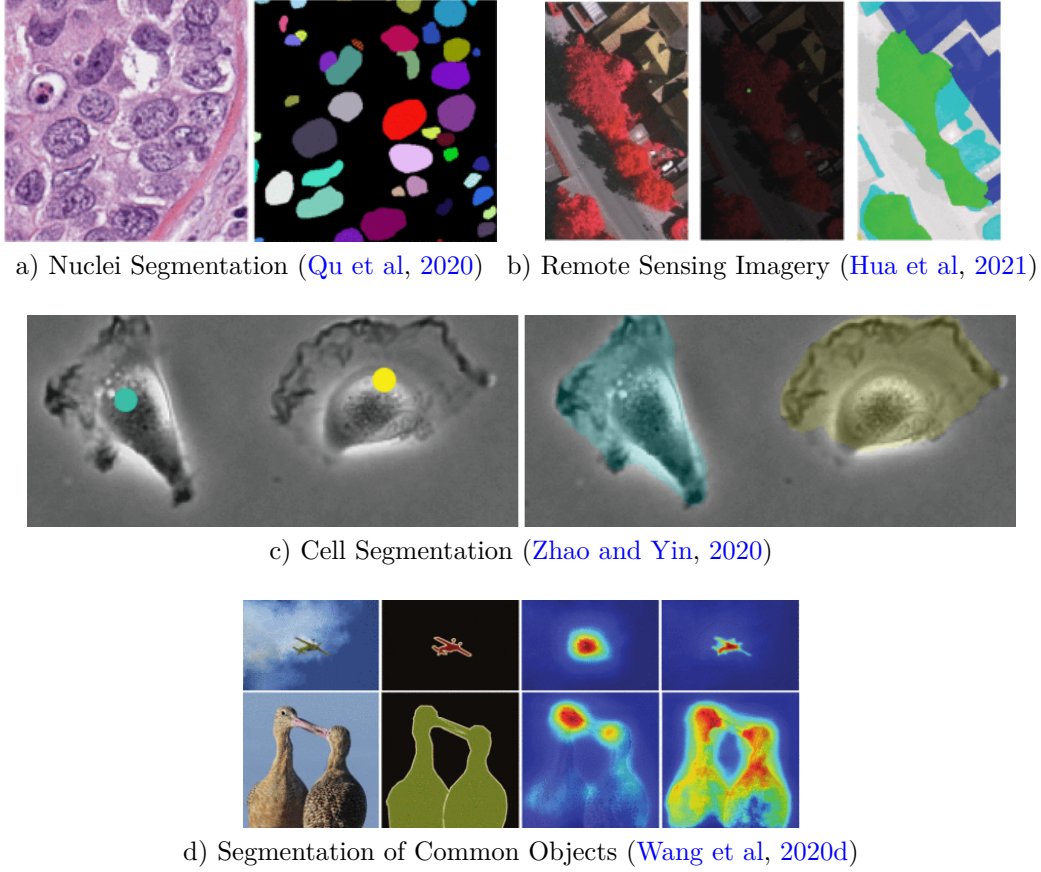 a) Nuclei Segmentation (Qu et al, 2020)
b) Remote Sensing Imagery (Hua et al, 2021)
c) Cell Segmentation (Zhao and Yin, 2020)
d) Segmentation of Common Objects (Wang et al, 2020d)